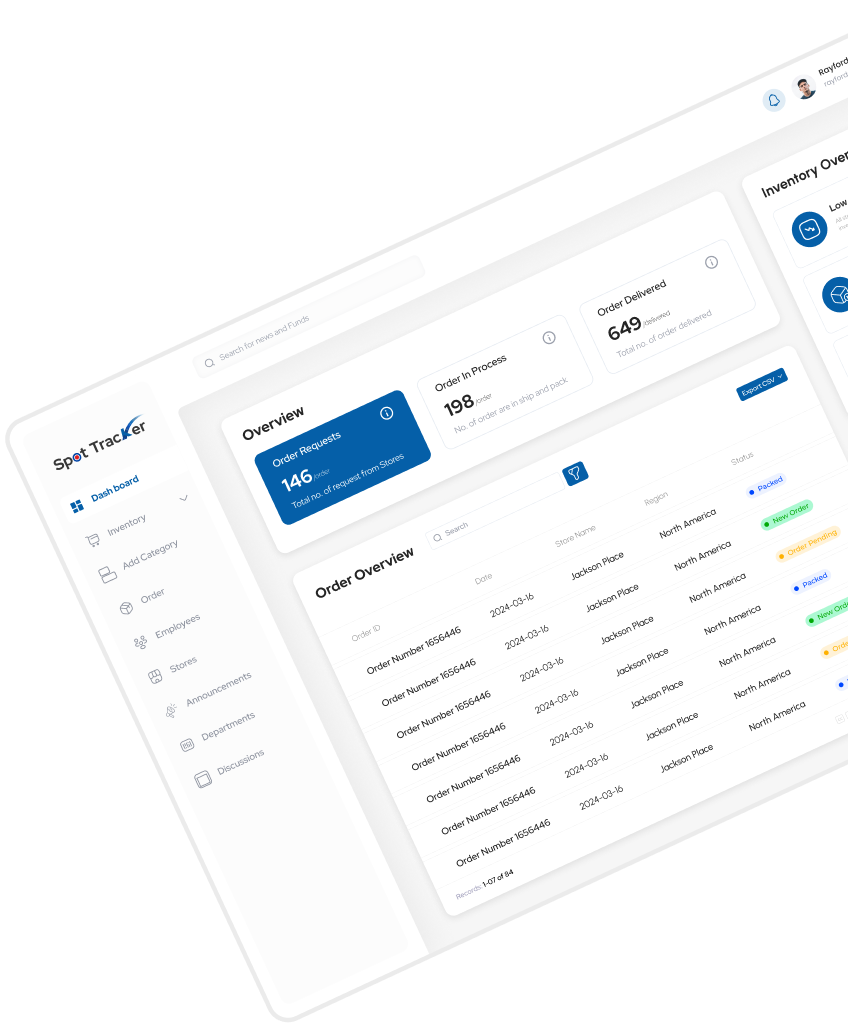 Rayford
rayford
Search for news and Funds
Spot Tracker
Dash board
Inventory
Add Category
Order
Employees
Stores
Announcements
Departments
Discussions
Overview
Order Requests
146 /order
Total no. of request from Stores
Order In Process
198 /order
No. of order are in ship and pack
Order Delivered
649 /delivered
Total no. of order delivered
Inventory Over
Low
Export CSV
Order Overview
Search
Order ID Date Store Name Region Status
Order Number 1656446 2024-03-16 Jackson Place North America Packed
Order Number 1656446 2024-03-16 Jackson Place North America New Order
Order Number 1656446 2024-03-16 Jackson Place North America Order Pending
Order Number 1656446 2024-03-16 Jackson Place North America Packed
Order Number 1656446 2024-03-16 Jackson Place North America New Orde
Order Number 1656446 2024-03-16 Jackson Place North America Orde
Order Number 1656446 2024-03-16 Jackson Place North America
Records: 1-07 of 84